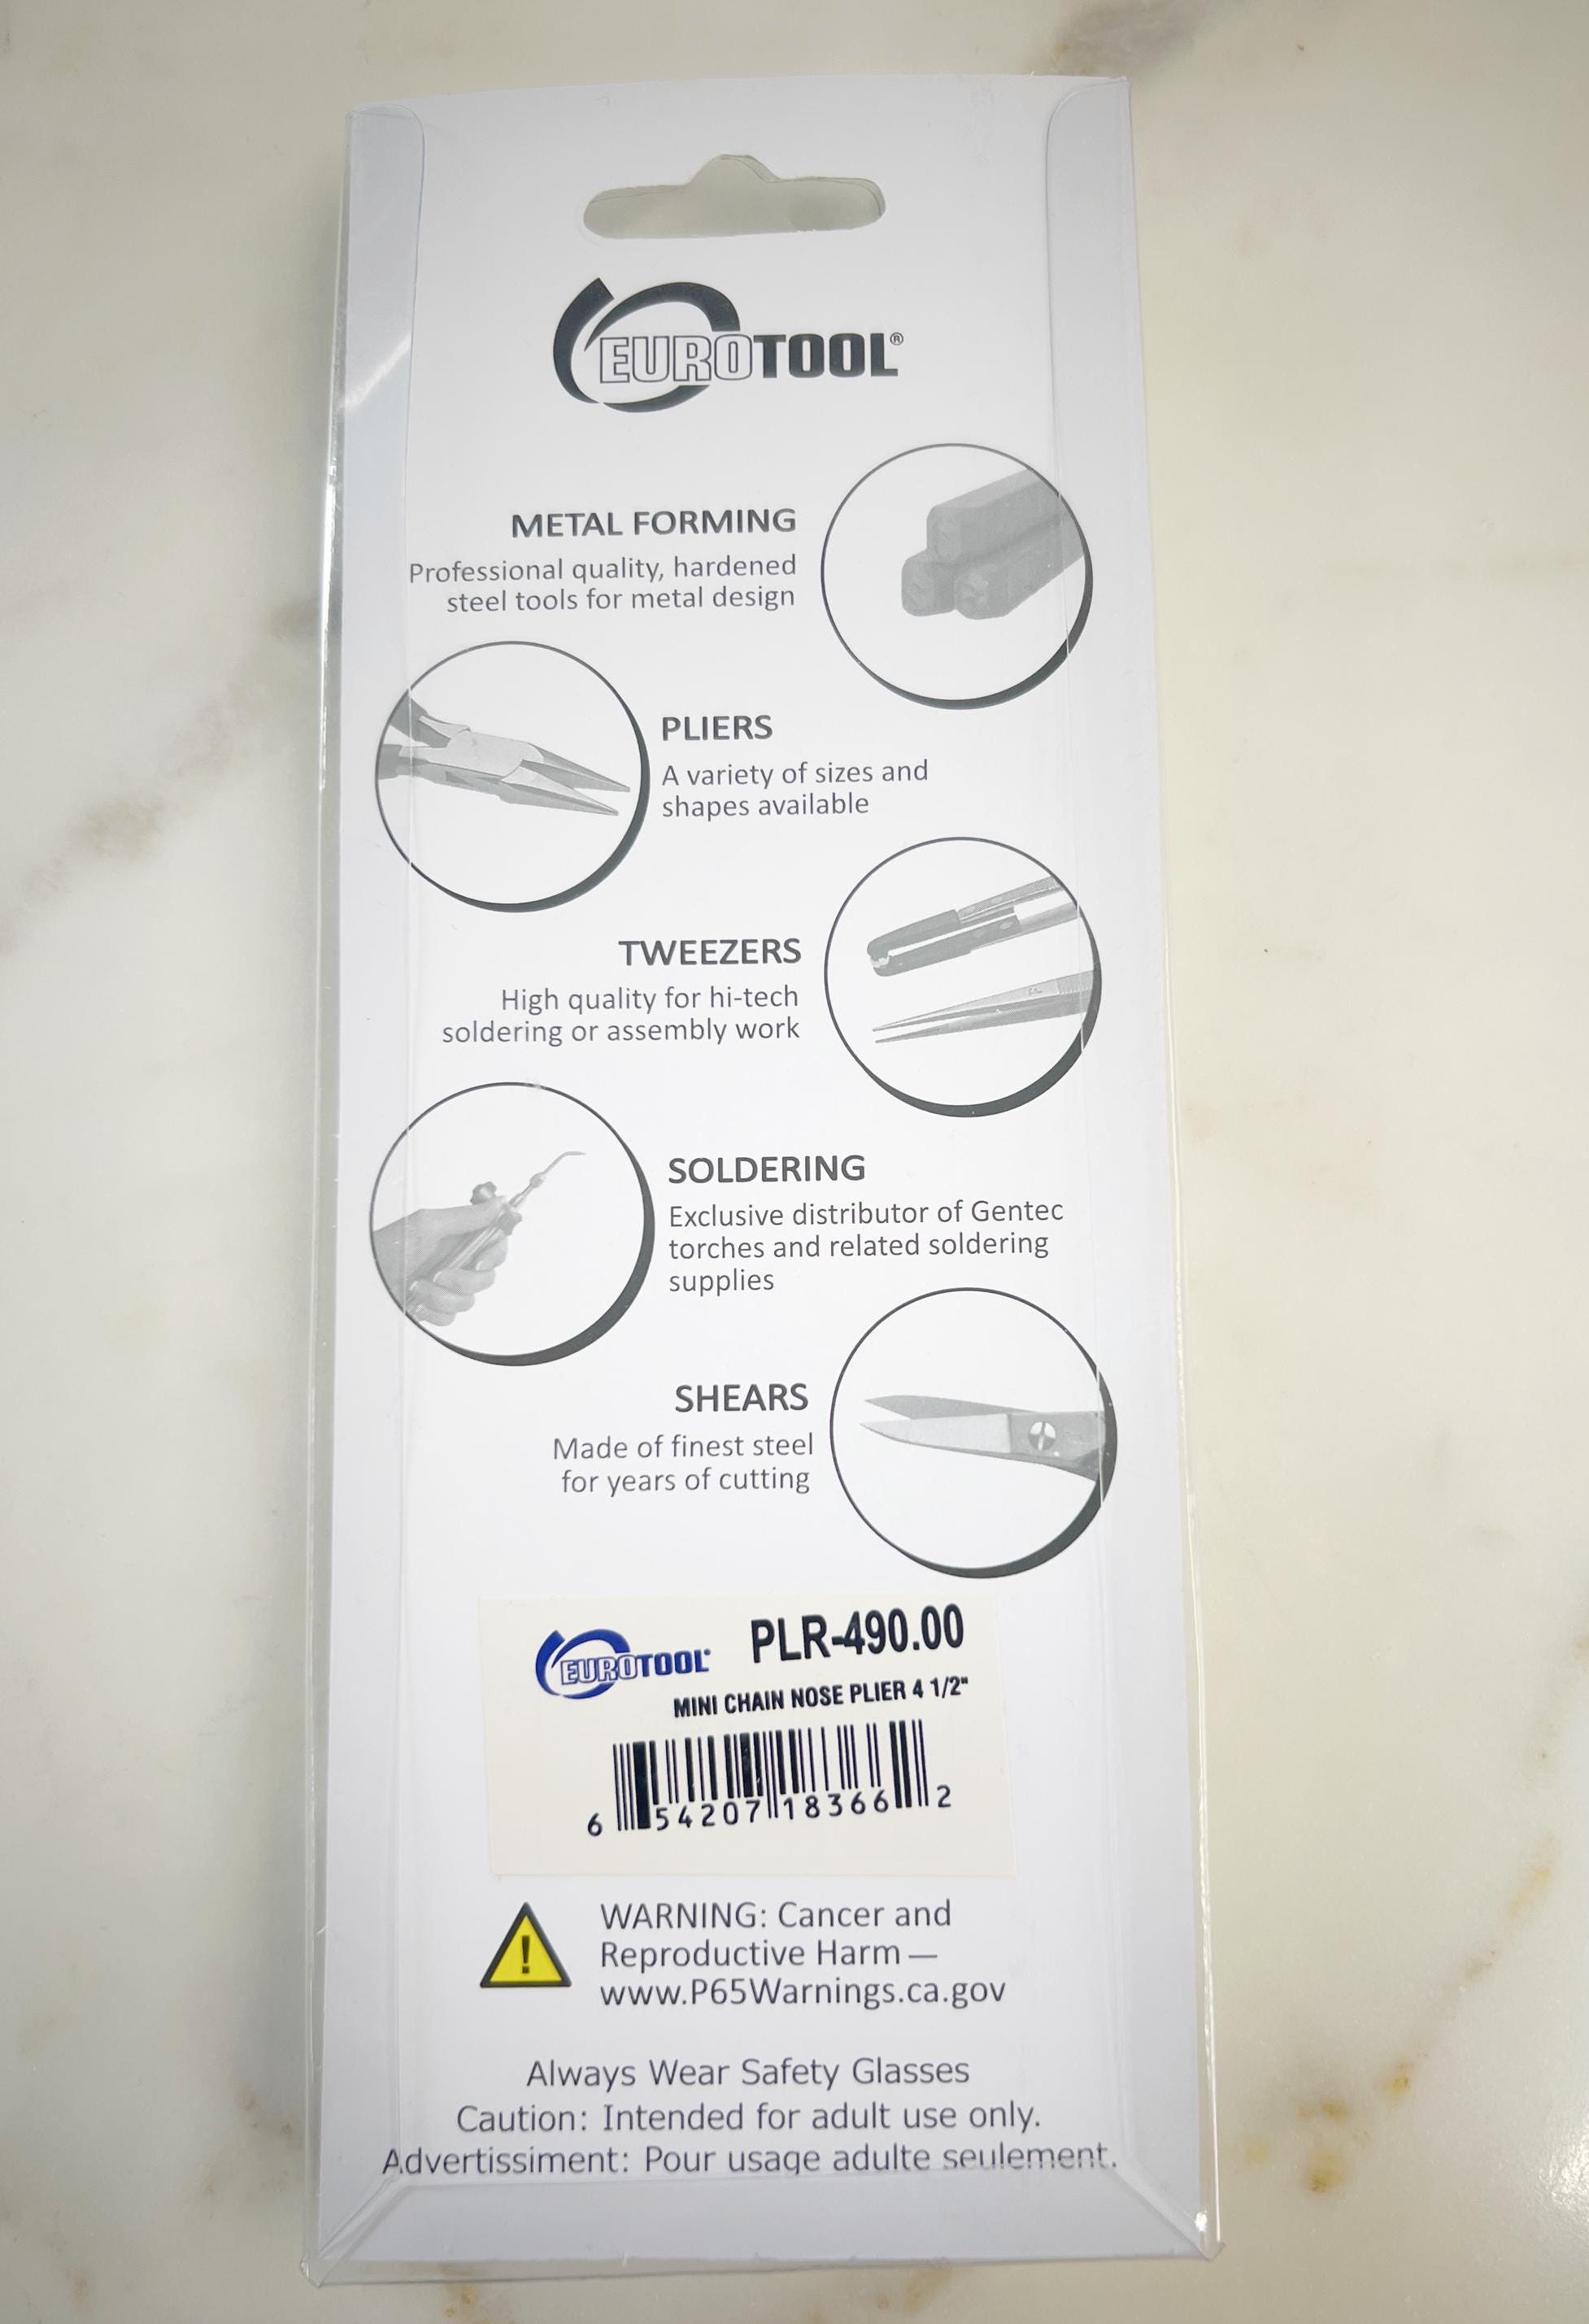 EUROTOOL®
METAL FORMING
Professional quality, hardened
steel tools for metal design
PLIERS
A variety of sizes and
shapes available
TWEEZERS
High quality for hi-tech
soldering or assembly work
SOLDERING
Exclusive distributor of Gentec
torches and related soldering
supplies
SHEARS
Made of finest steel
for years of cutting
EUROTOOL® PLR-490.00
MINI CHAIN NOSE PLIER 4 1/2"
6 54207 18366 2
WARNING: Cancer and
Reproductive Harm —
www.P65Warnings.ca.gov
Always Wear Safety Glasses
Caution: Intended for adult use only.
Advertissiment: Pour usage adulte seulement.